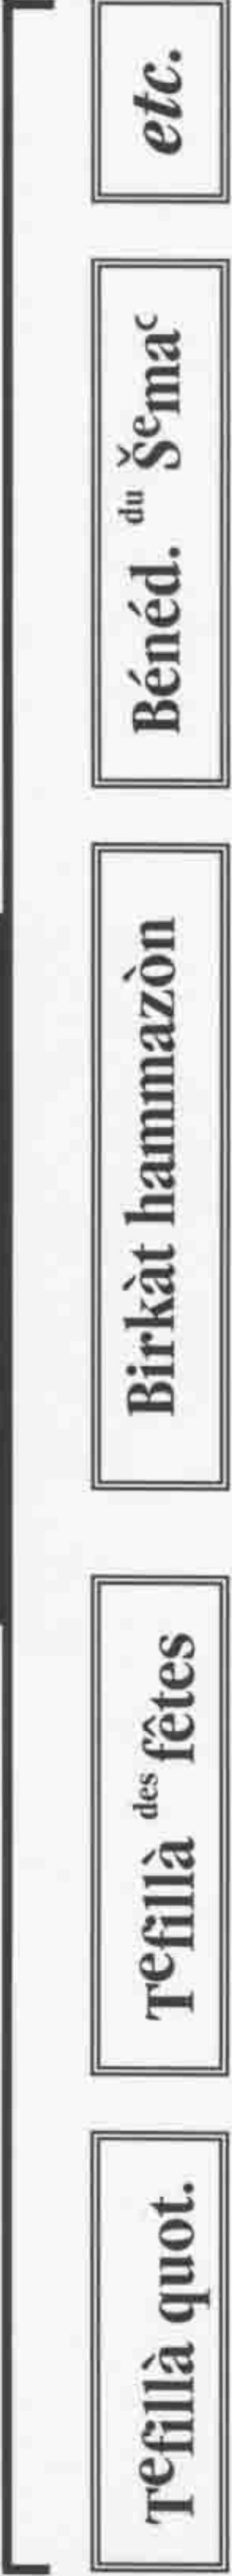 Tᵉfillà quot.
Tᵉfillà des fêtes
Birkàt hammazòn
Bénéd. du Šᵉmaᶜ
etc.